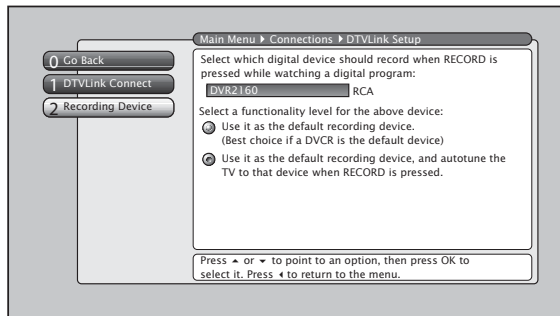 Main Menu ▶ Connections ▶ DTVLink Setup
0 Go Back
1 DTVLink Connect
2 Recording Device
Select which digital device should record when RECORD is
pressed while watching a digital program:
DVR2160 RCA
Select a functionality level for the above device:
Use it as the default recording device.
(Best choice if a DVCR is the default device)
Use it as the default recording device, and autotune the
TV to that device when RECORD is pressed.
Press ▲ or ▼ to point to an option, then press OK to
select it. Press ◀ to return to the menu.